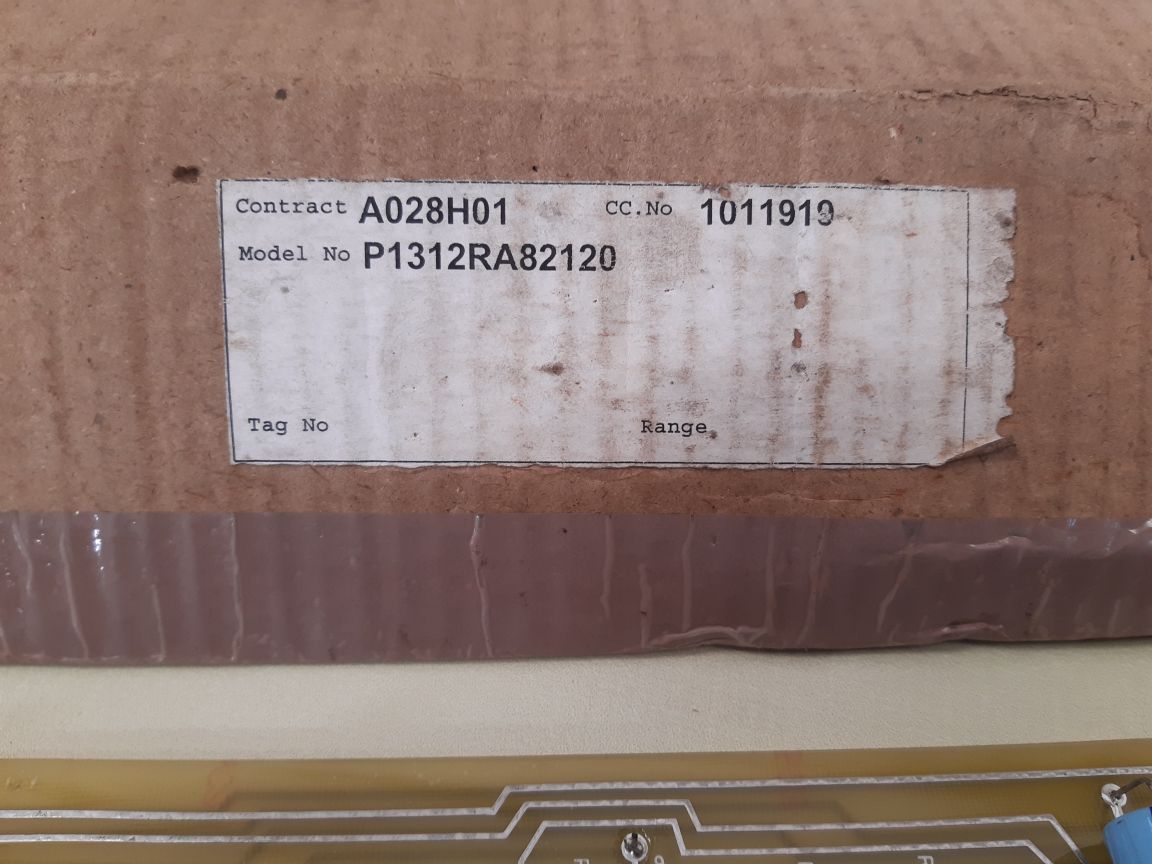 Contract A028H01 CC.No 1011919
Model No P1312RA82120
Tag No Range